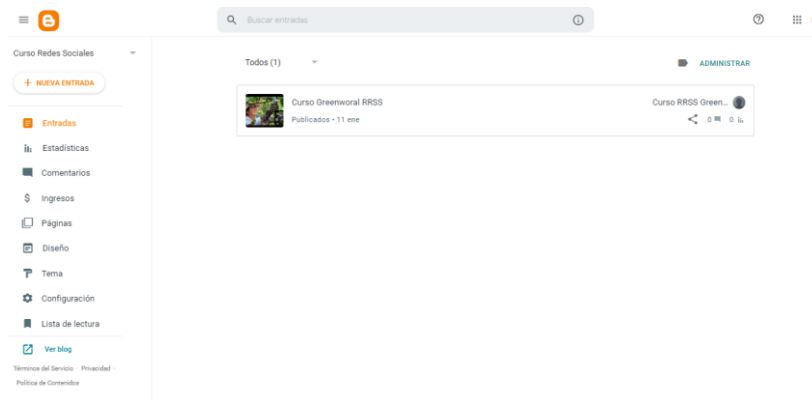 Buscar entradas
Curso Redes Sociales
+ NUEVA ENTRADA
Entradas
Estadísticas
Comentarios
Ingresos
Páginas
Diseño
Tema
Configuración
Lista de lectura
Ver blog
Términos del Servicio · Privacidad ·
Política de Contenidos
Todos (1)
ADMINISTRAR
Curso Greenworal RRSS
Publicados • 11 ene
Curso RRSS Green...
0 0